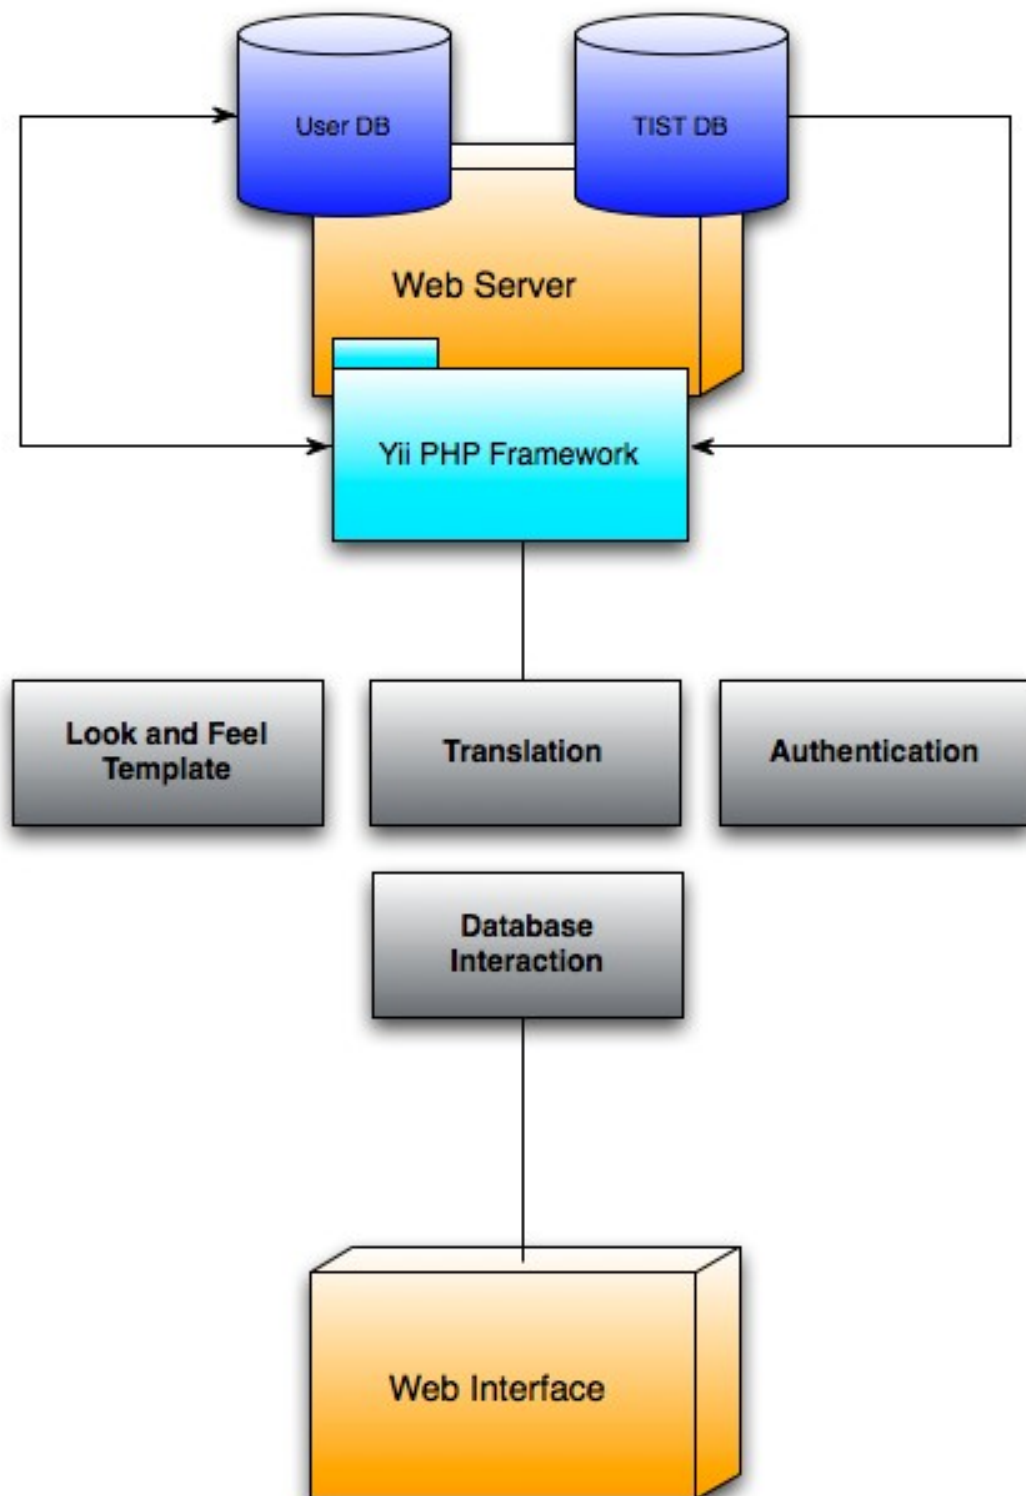 User DB
TIST DB
Web Server
Yii PHP Framework
Look and Feel
Template
Translation
Authentication
Database
Interaction
Web Interface